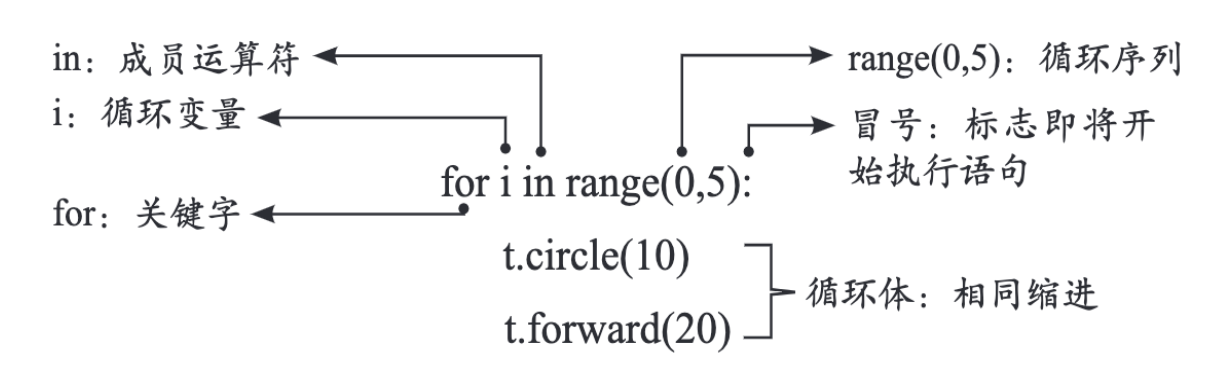 in：成员运算符
range(0,5)：循环序列
i：循环变量
冒号：标志即将开
始执行语句
for i in range(0,5):
for：关键字
t.circle(10)
循环体：相同缩进
t.forward(20)